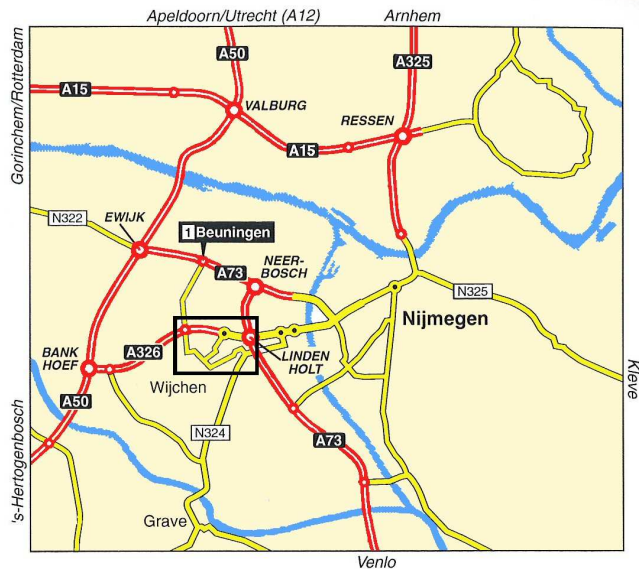 Apeldoorn/Utrecht (A12)
Arnhem
Gorinchem/Rotterdam
A50
A325
A15
VALBURG
RESSEN
A15
N322
EWIJK
1 Beuningen
NEER-
BOSCH
A73
N325
Nijmegen
BANK
HOEF
A326
LINDEN
HOLT
Wijchen
Kleve
A50
N324
A73
's-Hertogenbosch
Grave
Venlo